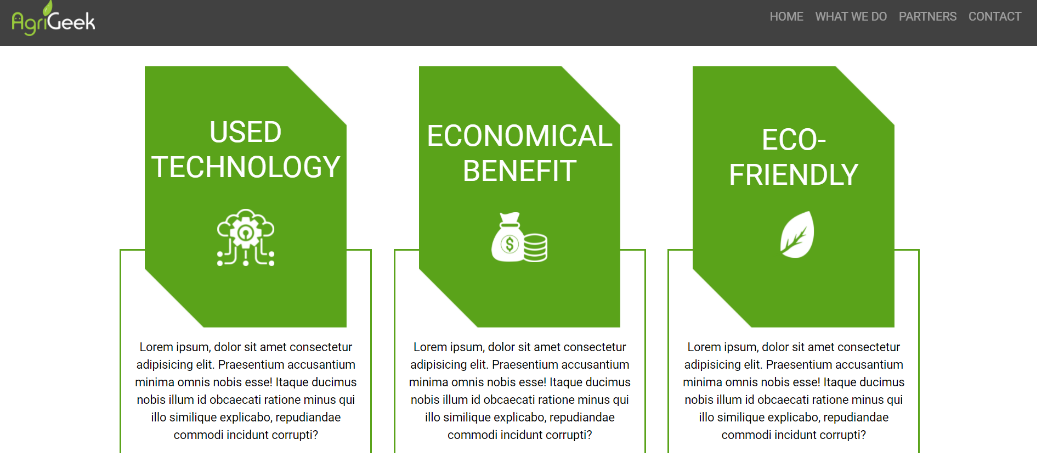 AgriGeek
HOME WHAT WE DO PARTNERS CONTACT
USED
TECHNOLOGY
Lorem ipsum, dolor sit amet consectetur
adipisicing elit. Praesentium accusantium
minima omnis nobis esse! Itaque ducimus
nobis illum id obcaecati ratione minus qui
illo similique explicabo, repudiandae
commodi incidunt corrupti?
ECONOMICAL
BENEFIT
$
Lorem ipsum, dolor sit amet consectetur
adipisicing elit. Praesentium accusantium
minima omnis nobis esse! Itaque ducimus
nobis illum id obcaecati ratione minus qui
illo similique explicabo, repudiandae
commodi incidunt corrupti?
ECO-
FRIENDLY
Lorem ipsum, dolor sit amet consectetur
adipisicing elit. Praesentium accusantium
minima omnis nobis esse! Itaque ducimus
nobis illum id obcaecati ratione minus qui
illo similique explicabo, repudiandae
commodi incidunt corrupti?